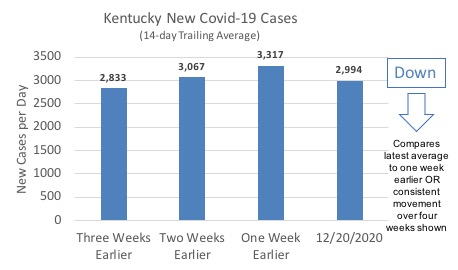 Kentucky New Covid-19 Cases
(14-day Trailing Average)
New Cases per Day
3500
3000
2500
2000
1500
1000
500
0
2,833
3,067
3,317
2,994
Three Weeks
Earlier
Two Weeks
Earlier
One Week
Earlier
12/20/2020
Down
Compares
latest average
to one week
earlier OR
consistent
movement
over four
weeks shown